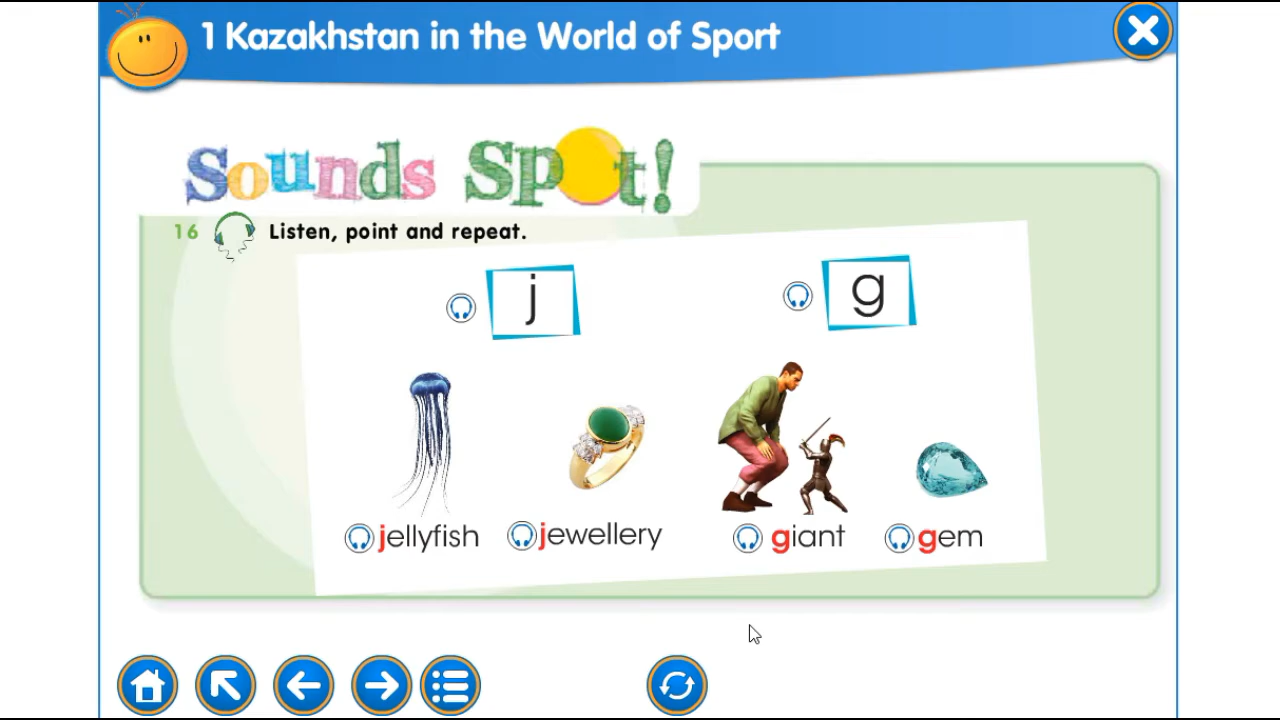 1 Kazakhstan in the World of Sport
Sounds Spot!
16 Listen, point and repeat.
j
g
jellyfish
jewellery
giant
gem